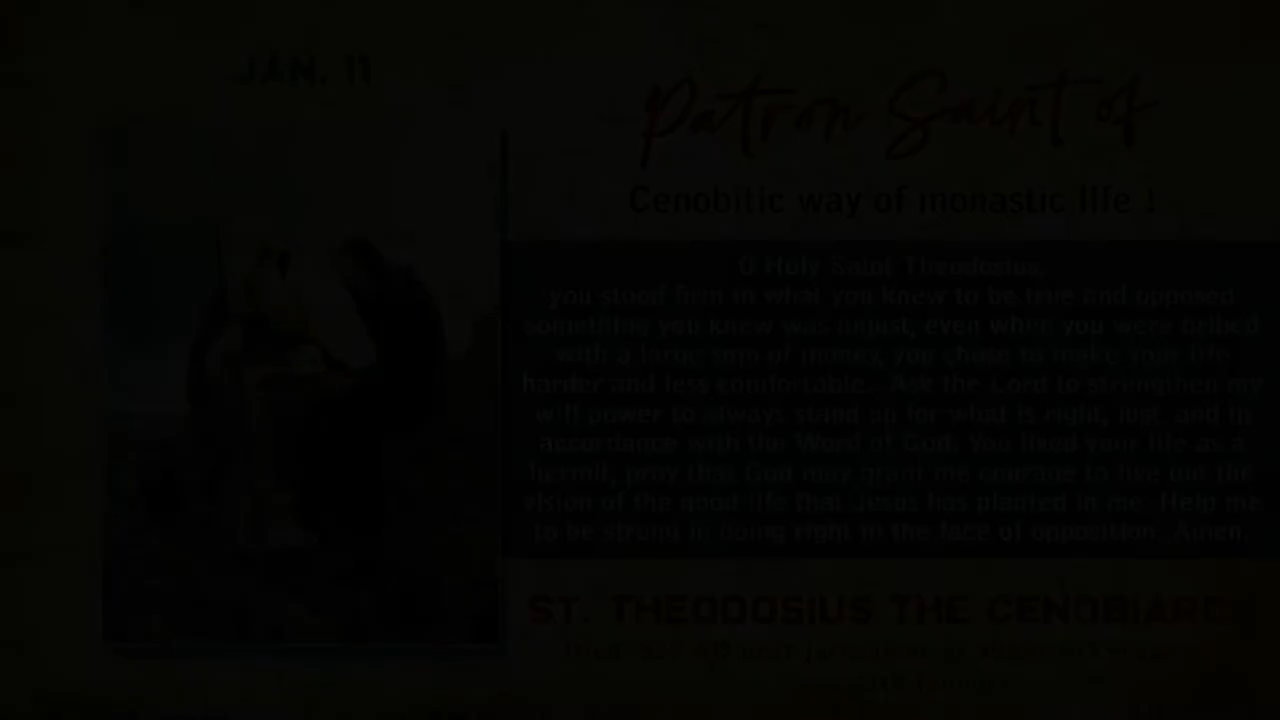 JAN. 11
Patron Saint of
Cenobitic way of monastic life
O Holy Saint Theodosius,
you stood firm in what you knew to be true and opposed
something you knew was unjust, even when you were bribed
with a large sum of money, you chose to make your life
harder and less comfortable. Ask the Lord to strengthen my
will power to always stand up for what is right, just, and in
accordance with the Word of God. You lived your life as a
hermit, pray that God may grant me courage to live out the
vision of the good life that Jesus has planted in me. Help me
to be strong in doing right in the face of opposition. Amen.
ST. THEODOSIUS THE CENOBIARCH